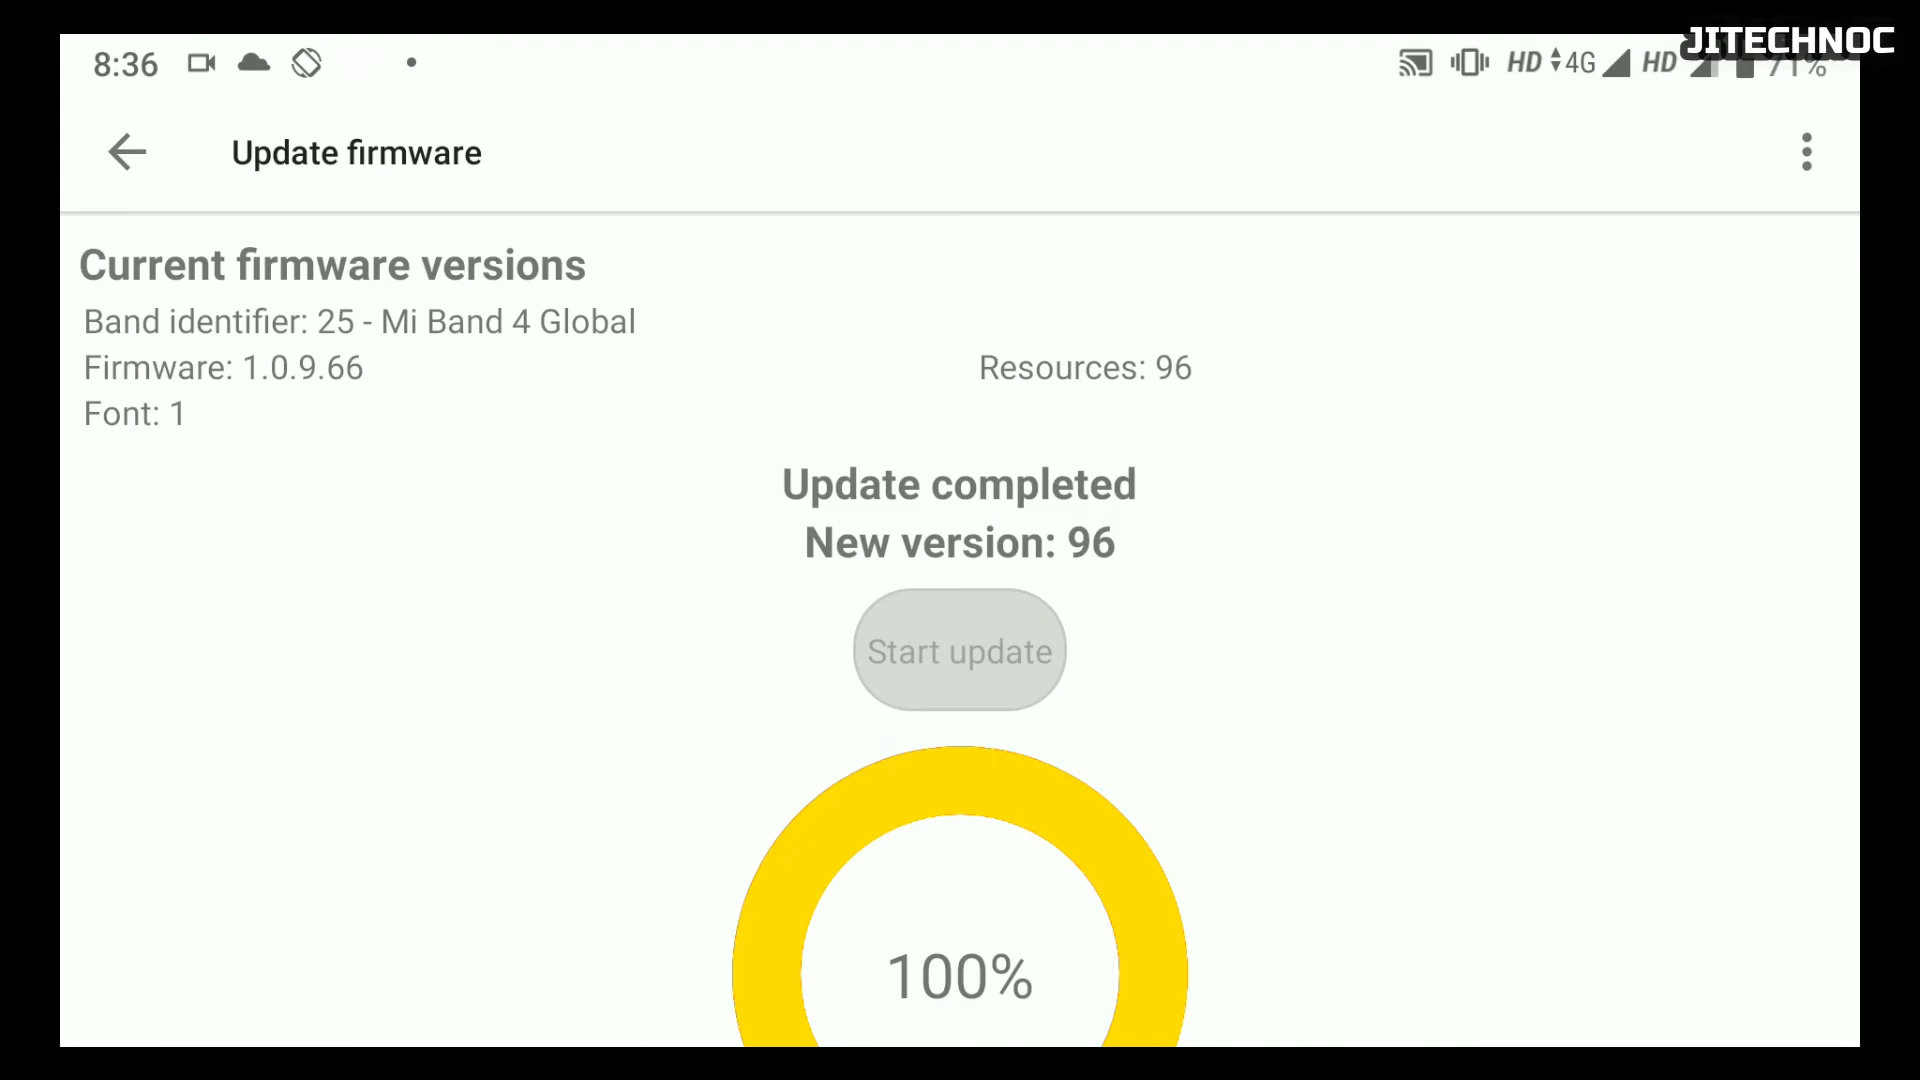 JITECHNOC
8:36 HD 4G HD 71%
Update firmware
Current firmware versions
Band identifier: 25 - Mi Band 4 Global
Firmware: 1.0.9.66 Resources: 96
Font: 1
Update completed
New version: 96
Start update
100%